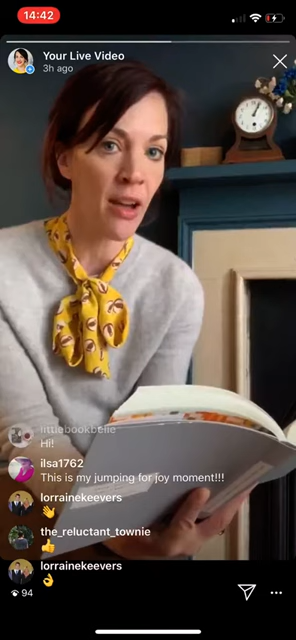 14:42
Your Live Video
3h ago
littlebookbelle
Hi!
ilsa1762
This is my jumping for joy moment!!!
lorrainekeevers
👋
the_reluctant_townie
👍
lorrainekeevers
👌
94